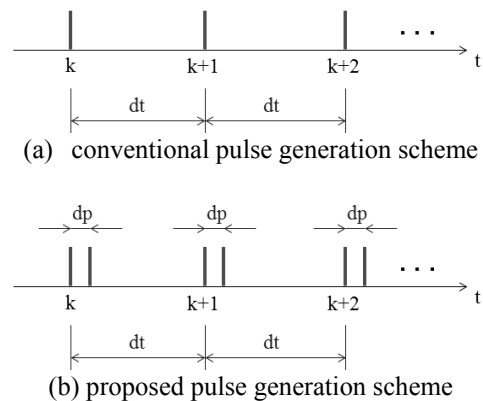 k k+1 k+2 . . . t
dt dt
(a) conventional pulse generation scheme
dp dp dp
k k+1 k+2 . . . t
dt dt
(b) proposed pulse generation scheme